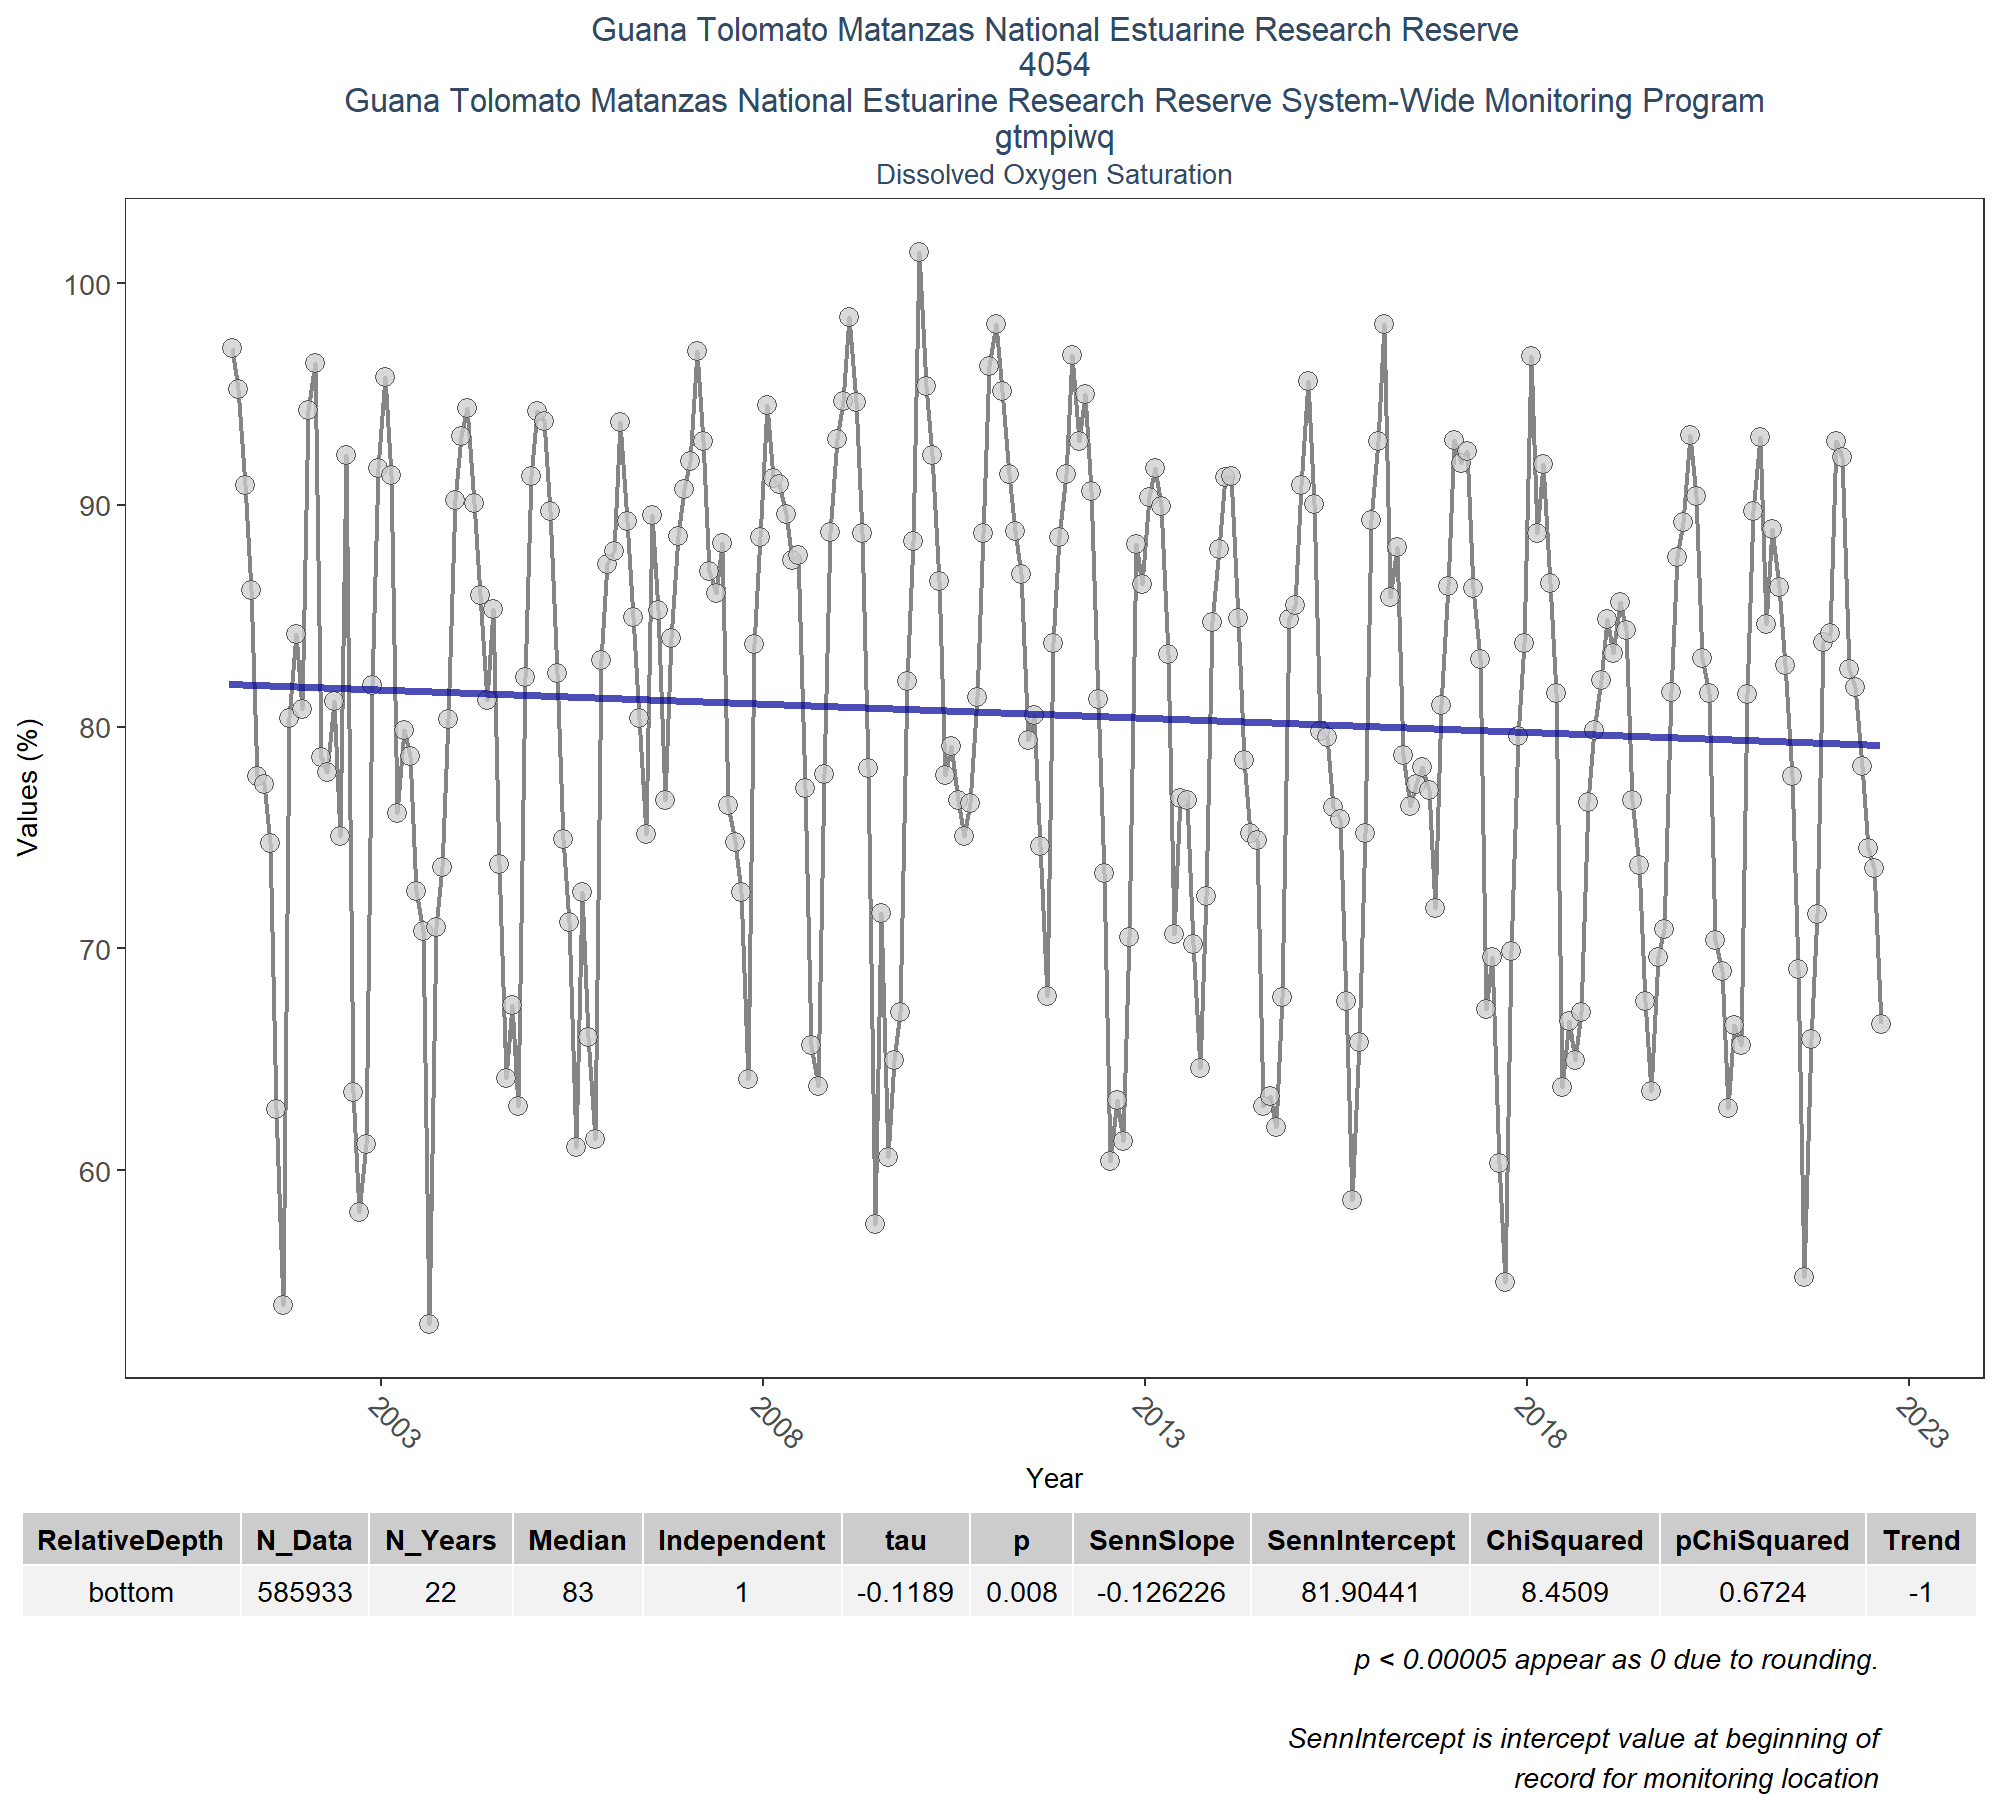 Guana Tolomato Matanzas National Estuarine Research Reserve
4054
Guana Tolomato Matanzas National Estuarine Research Reserve System-Wide Monitoring Program
gtmpiwq
Dissolved Oxygen Saturation
Values (%)
100
90
80
70
60
2003
2008
2013
2018
2023
Year
RelativeDepth N_Data N_Years Median Independent tau p SennSlope SennIntercept ChiSquared pChiSquared Trend
bottom 585933 22 83 1 -0.1189 0.008 -0.126226 81.90441 8.4509 0.6724 -1
p < 0.00005 appear as 0 due to rounding.
SennIntercept is intercept value at beginning of
record for monitoring location